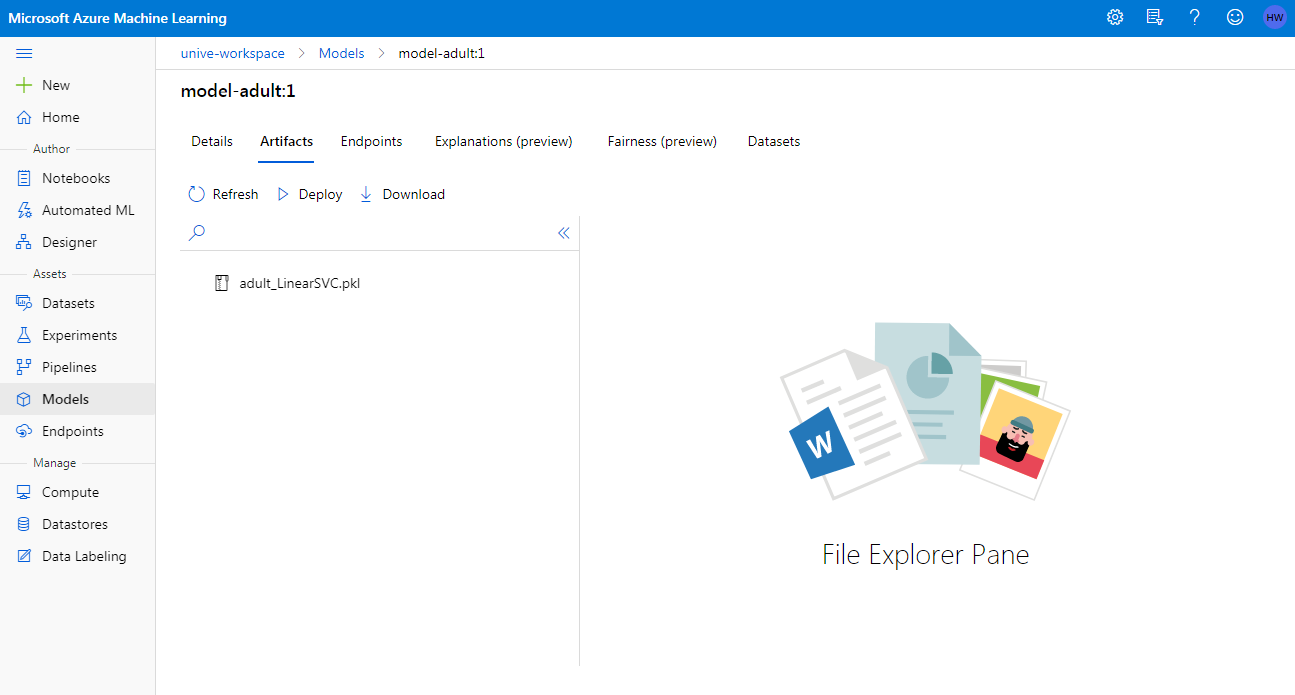 Microsoft Azure Machine Learning
HW
unive-workspace > Models > model-adult:1
New
Home
Author
Notebooks
Automated ML
Designer
Assets
Datasets
Experiments
Pipelines
Models
Endpoints
Manage
Compute
Datastores
Data Labeling
model-adult:1
Details Artifacts Endpoints Explanations (preview) Fairness (preview) Datasets
Refresh Deploy Download
adult_LinearSVC.pkl
W
File Explorer Pane